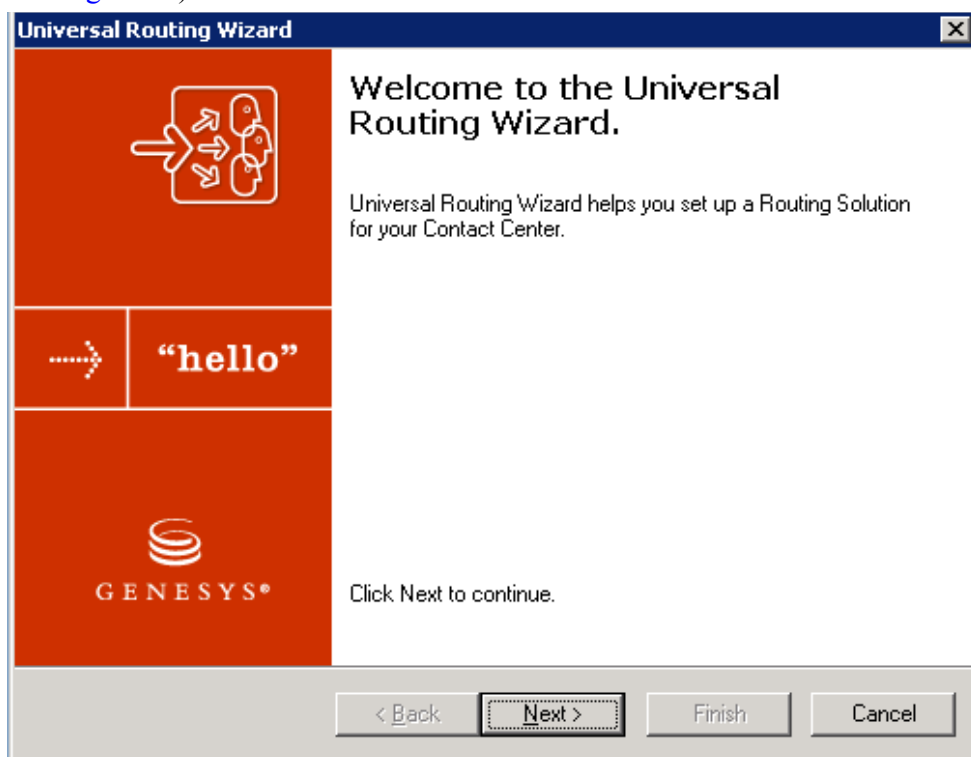 Universal Routing Wizard
Welcome to the Universal
Routing Wizard.
Universal Routing Wizard helps you set up a Routing Solution
for your Contact Center.
“hello”
GENESYS®
Click Next to continue.
< Back
Next >
Finish
Cancel